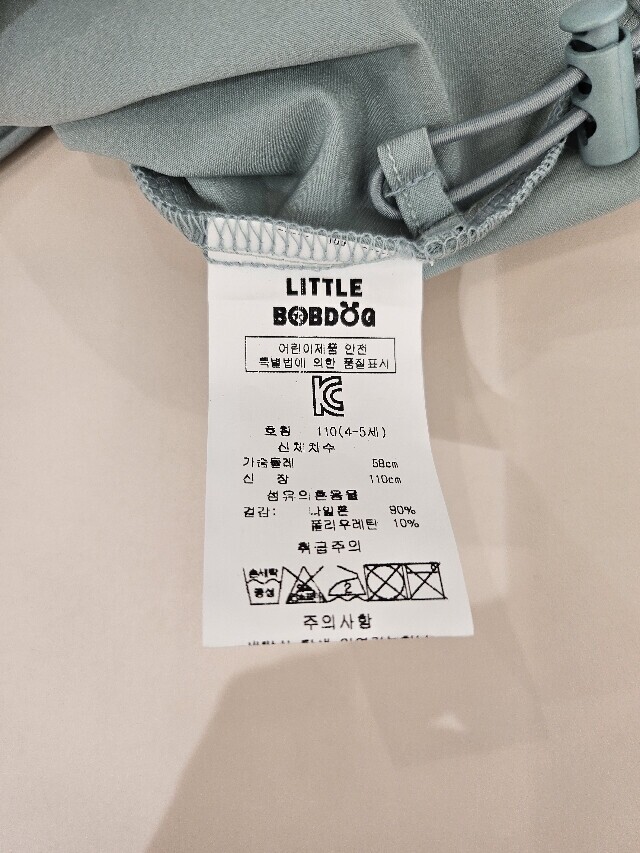 LITTLE
BOBDOG
어린이제품 안전
특별법에 의한 품질표시
KC
호칭 110(4-5세)
신체치수
가슴둘레 58cm
신 장 110cm
섬유의혼용율
겉감: 나일론 90%
폴리우레탄 10%
취급주의
손세탁
중성
2
주의사항